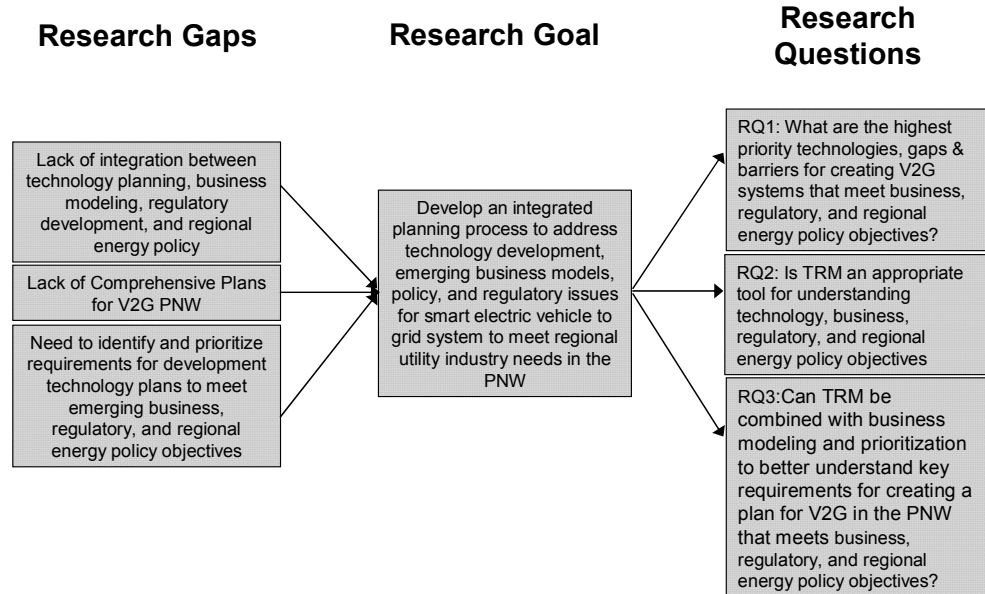 Research Gaps
Research Goal
Research
Questions
Lack of integration between
technology planning, business
modeling, regulatory
development, and regional
energy policy
Lack of Comprehensive Plans
for V2G PNW
Need to identify and prioritize
requirements for development
technology plans to meet
emerging business,
regulatory, and regional
energy policy objectives
Develop an integrated
planning process to address
technology development,
emerging business models,
policy, and regulatory issues
for smart electric vehicle to
grid system to meet regional
utility industry needs in the
PNW
RQ1: What are the highest
priority technologies, gaps &
barriers for creating V2G
systems that meet business,
regulatory, and regional
energy policy objectives?
RQ2: Is TRM an appropriate
tool for understanding
technology, business,
regulatory, and regional
energy policy objectives
RQ3:Can TRM be
combined with business
modeling and prioritization
to better understand key
requirements for creating a
plan for V2G in the PNW
that meets business,
regulatory, and regional
energy policy objectives?